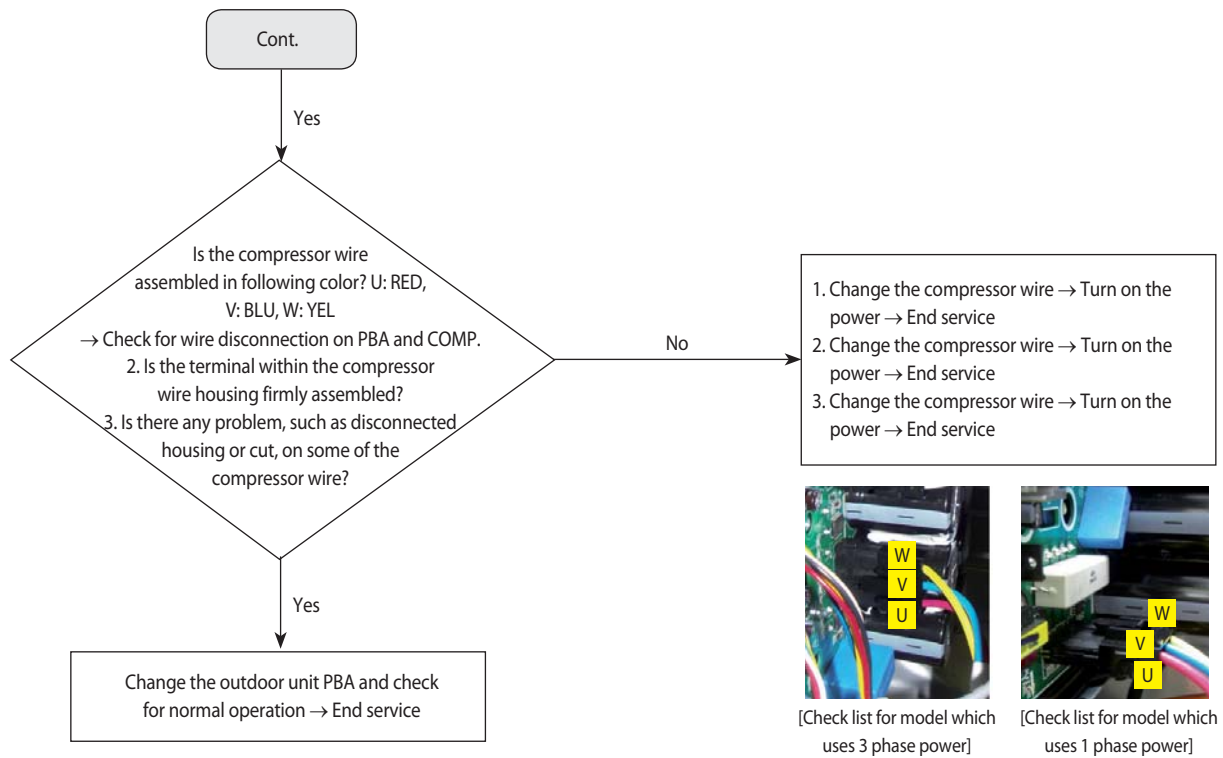 Cont.
Yes
Is the compressor wire
assembled in following color? U: RED,
V: BLU, W: YEL
→ Check for wire disconnection on PBA and COMP.
2. Is the terminal within the compressor
wire housing firmly assembled?
3. Is there any problem, such as disconnected
housing or cut, on some of the
compressor wire?
No
1. Change the compressor wire → Turn on the
power → End service
2. Change the compressor wire → Turn on the
power → End service
3. Change the compressor wire → Turn on the
power → End service
Yes
Change the outdoor unit PBA and check
for normal operation → End service
W
V
U
[Check list for model which
uses 3 phase power]
W
V
U
[Check list for model which
uses 1 phase power]